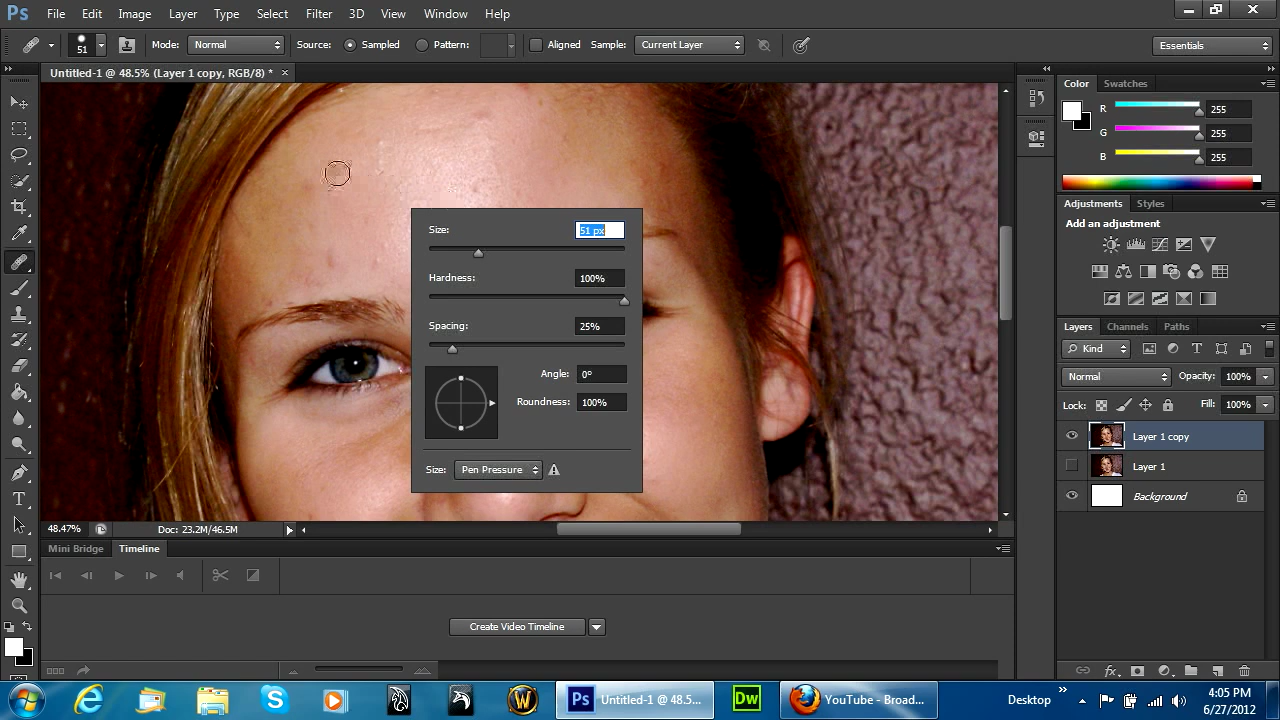 Ps File Edit Image Layer Type Select Filter 3D View Window Help
51 Mode: Normal Source: Sampled Pattern: Aligned Sample: Current Layer Essentials
Untitled-1 @ 48.5% (Layer 1 copy, RGB/8) * ×
Color Swatches
R 255
G 255
B 255
Adjustments Styles
Add an adjustment
Layers Channels Paths
Kind
Normal Opacity: 100%
Lock: Fill: 100%
Layer 1 copy
Layer 1
Background
fx
Size: 51 px
Hardness: 100%
Spacing: 25%
Angle: 0°
Roundness: 100%
Size: Pen Pressure
T
48.47% Doc: 23.2M/46.5M
Mini Bridge Timeline
Create Video Timeline
Ps Untitled-1 @ 48.5... Dw YouTube - Broad... Desktop 4:05 PM
6/27/2012